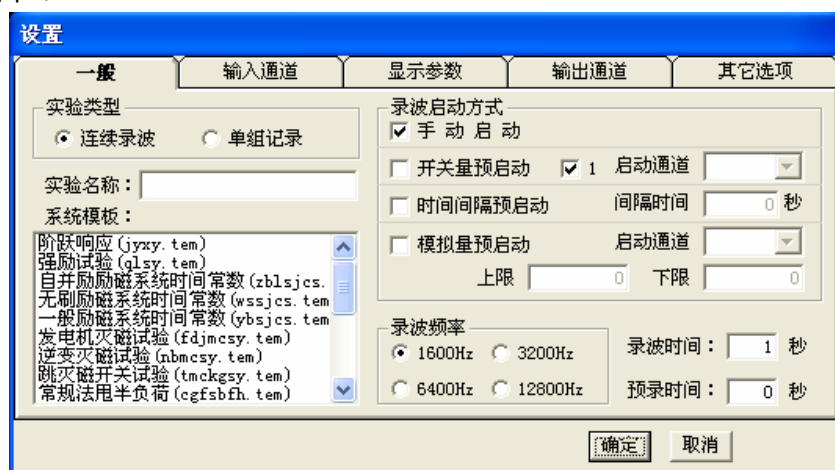 设置
一般 输入通道 显示参数 输出通道 其它选项
实验类型
连续录波 单组记录
实验名称：
系统模板：
阶跃响应(jyxy.tem)
强励试验(qlsy.tem)
自并励励磁系统时间常数(zblsjcs.
无刷励磁系统时间常数(wssjcs.tem
一般励磁系统时间常数(ybsjcs.tem
发电机灭磁试验(fdjmcsy.tem)
逆变灭磁试验(nbmcsy.tem)
跳灭磁开关试验(tmckgsy.tem)
常规法甩半负荷(cgfsbfh.tem)
录波启动方式
手 动 启 动
开关量预启动 1 启动通道
时间间隔预启动 间隔时间 0 秒
模拟量预启动 启动通道
上限 0 下限 0
录波频率
1600Hz 3200Hz
6400Hz 12800Hz
录波时间： 1 秒
预录时间： 0 秒
确定 取消